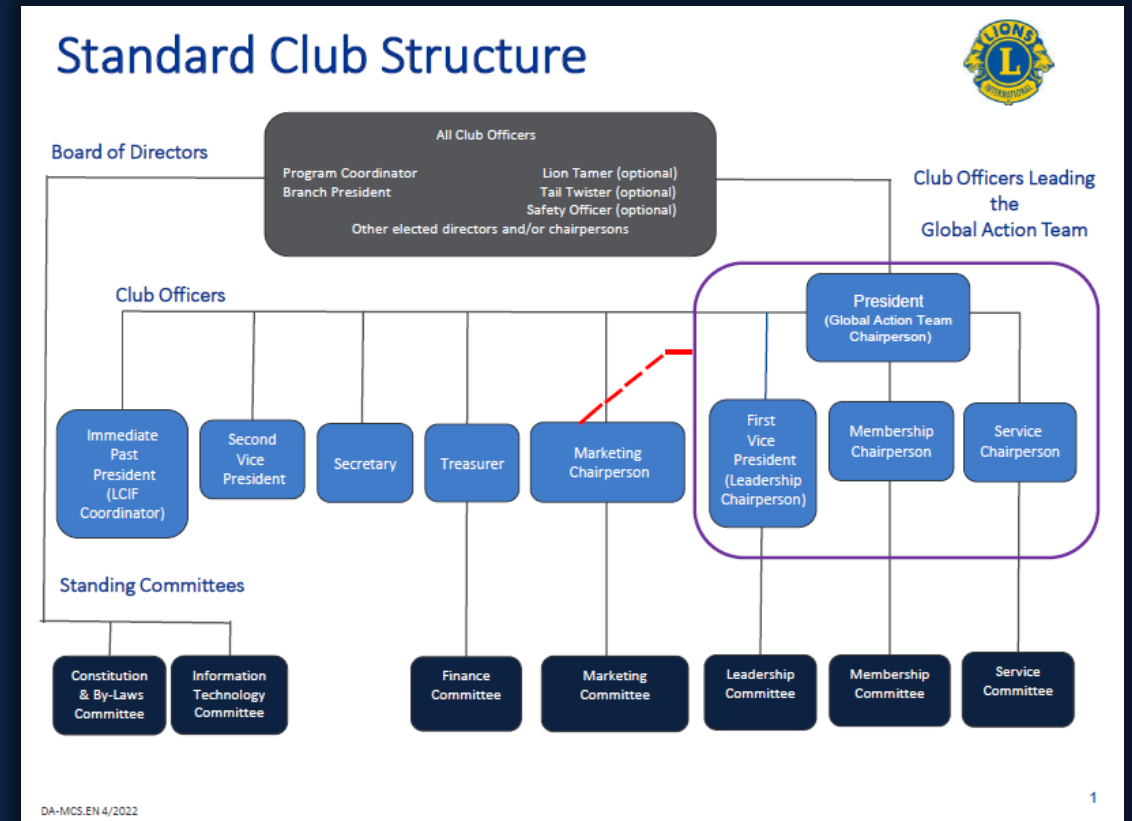 Standard Club Structure
LIONS
L
INTERNATIONAL
All Club Officers
Board of Directors
Program Coordinator
Lion Tamer (optional)
Branch President
Tail Twister (optional)
Safety Officer (optional)
Other elected directors and/or chairpersons
Club Officers Leading
the
Global Action Team
Club Officers
President
(Global Action Team
Chairperson)
Immediate
Past
President
(LCIF
Coordinator)
Second
Vice
President
Secretary
Treasurer
Marketing
Chairperson
First
Vice
President
(Leadership
Chairperson)
Membership
Chairperson
Service
Chairperson
Standing Committees
Constitution
& By-Laws
Committee
Information
Technology
Committee
Finance
Committee
Marketing
Committee
Leadership
Committee
Membership
Committee
Service
Committee
DA-MCS.EN 4/2022
1